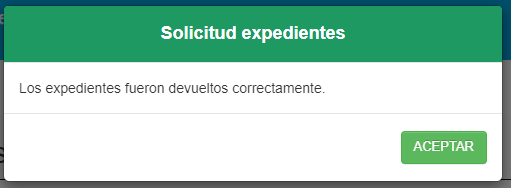 Solicitud expedientes
Los expedientes fueron devueltos correctamente.
ACEPTAR